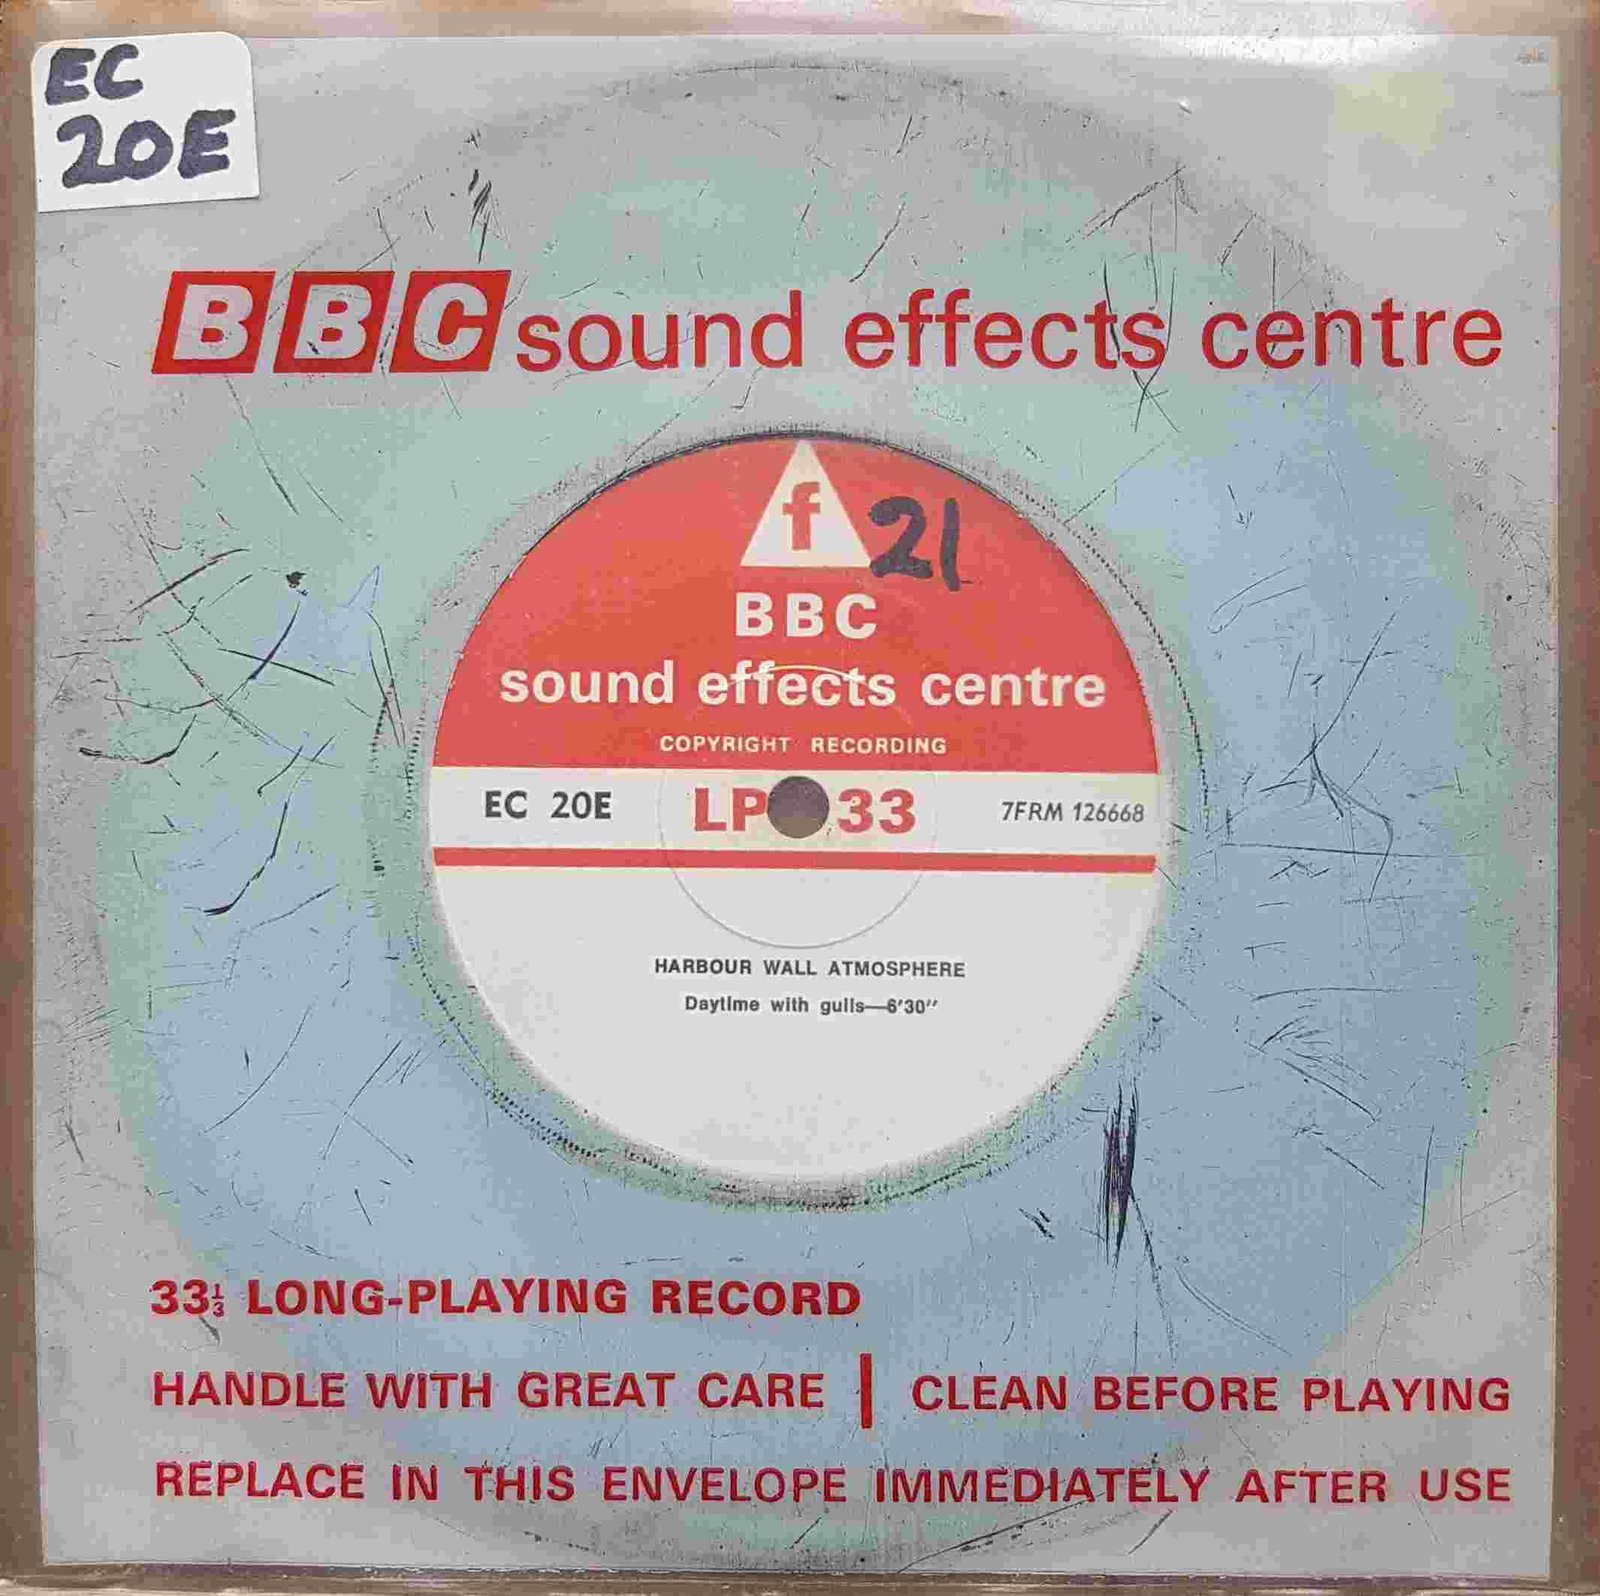 EC
20E
BBC sound effects centre
f 21
BBC
sound effects centre
COPYRIGHT RECORDING
EC 20E LP 33 7FRM 126668
HARBOUR WALL ATMOSPHERE
Daytime with gulls—6'30"
33⅓ LONG-PLAYING RECORD
HANDLE WITH GREAT CARE | CLEAN BEFORE PLAYING
REPLACE IN THIS ENVELOPE IMMEDIATELY AFTER USE